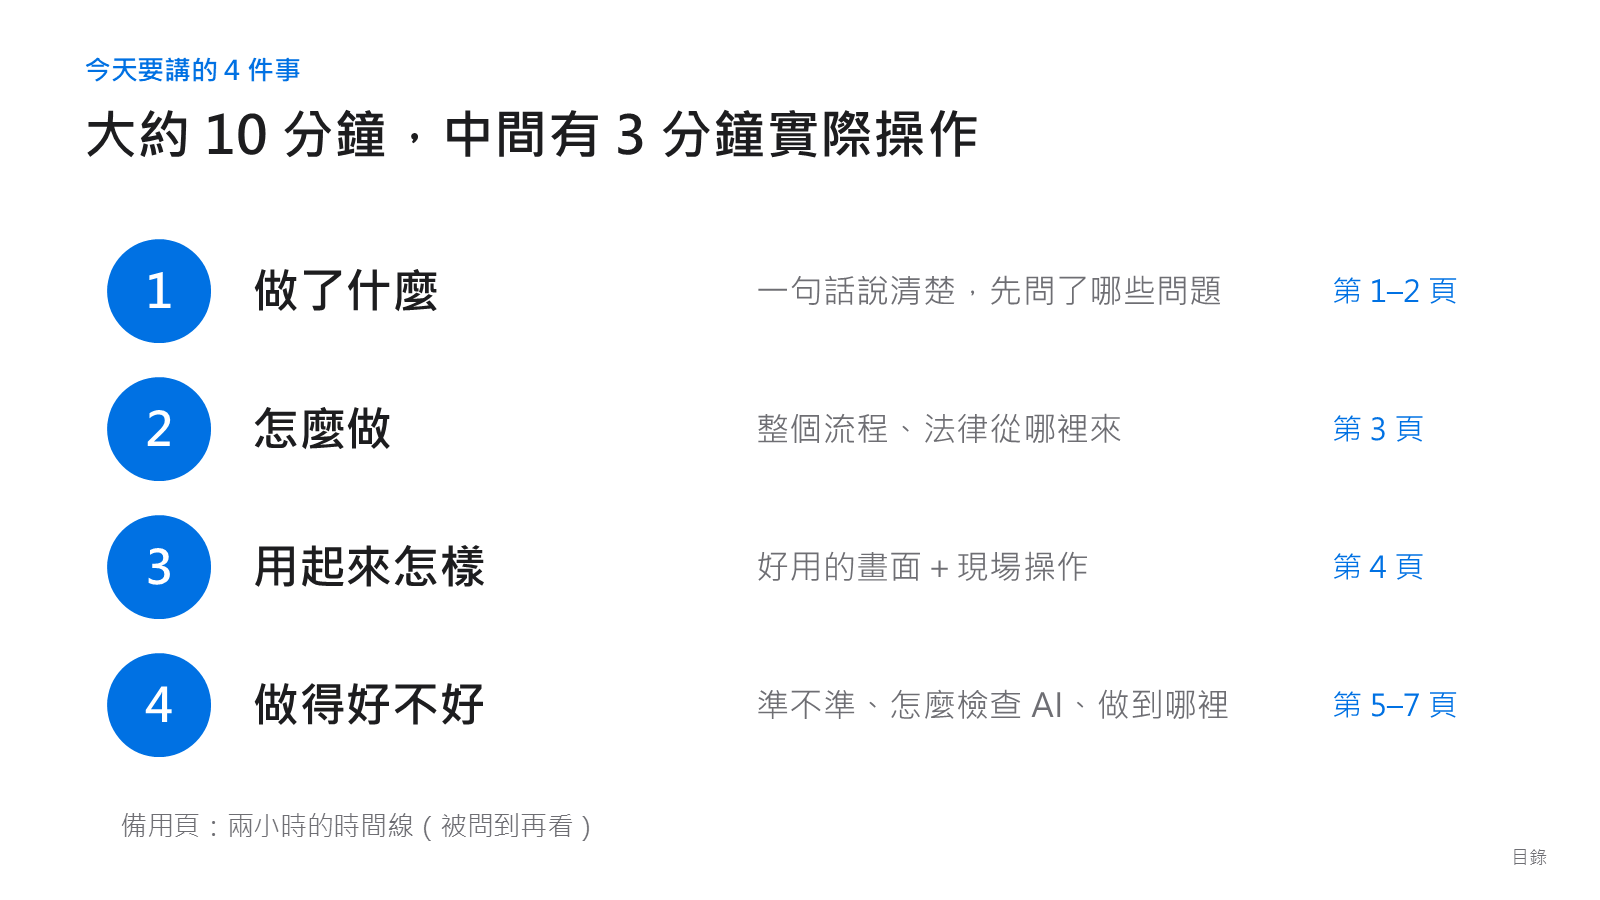 今天要講的 4 件事
大約 10 分鐘，中間有 3 分鐘實際操作
1 做了什麼 一句話說清楚，先問了哪些問題 第 1–2 頁
2 怎麼做 整個流程、法律從哪裡來 第 3 頁
3 用起來怎樣 好用的畫面 + 現場操作 第 4 頁
4 做得好不好 準不準、怎麼檢查 AI、做到哪裡 第 5–7 頁
備用頁：兩小時的時間線（被問到再看）
目錄